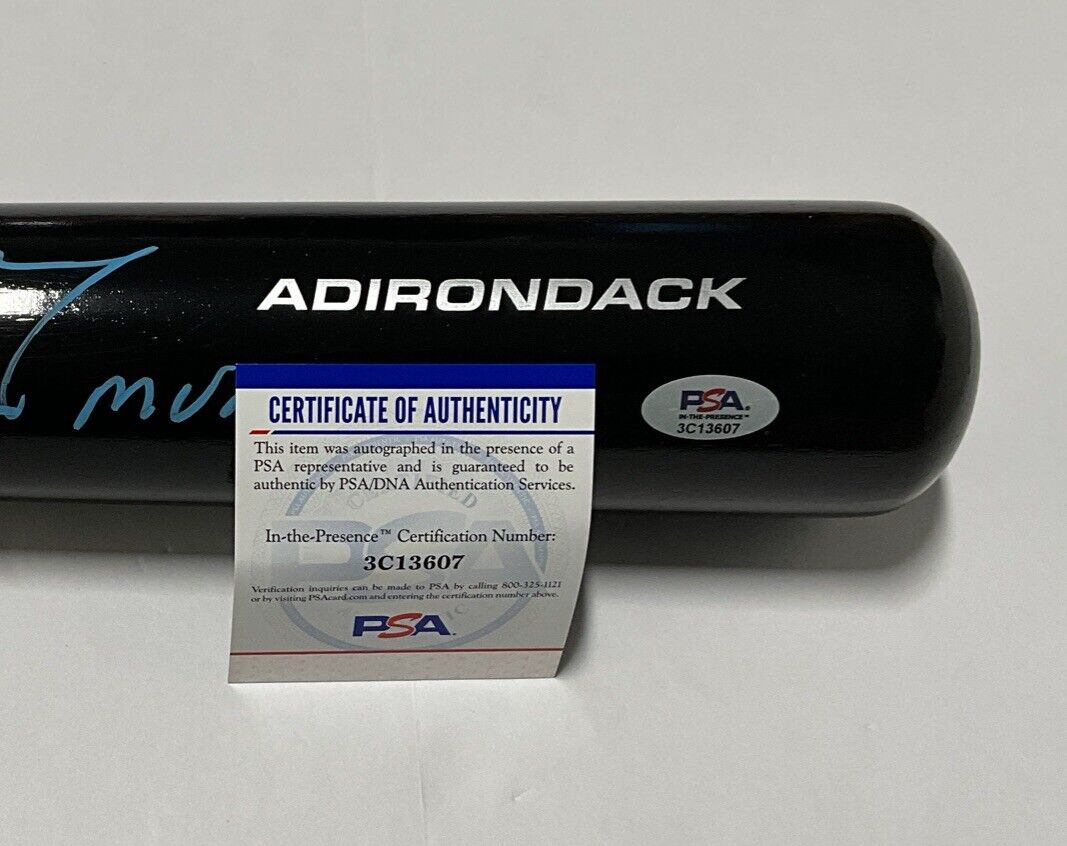 ADIRONDACK
PSA.
IN-THE-PRESENCE™
3C13607
CERTIFICATE OF AUTHENTICITY
This item was autographed in the presence of a
PSA representative and is guaranteed to be
authentic by PSA/DNA Authentication Services.
In-the-Presence™ Certification Number:
3C13607
Verification inquiries can be made to PSA by calling 800-325-1121
or by visiting PSAcard.com and entering the certification number above.
PSA.